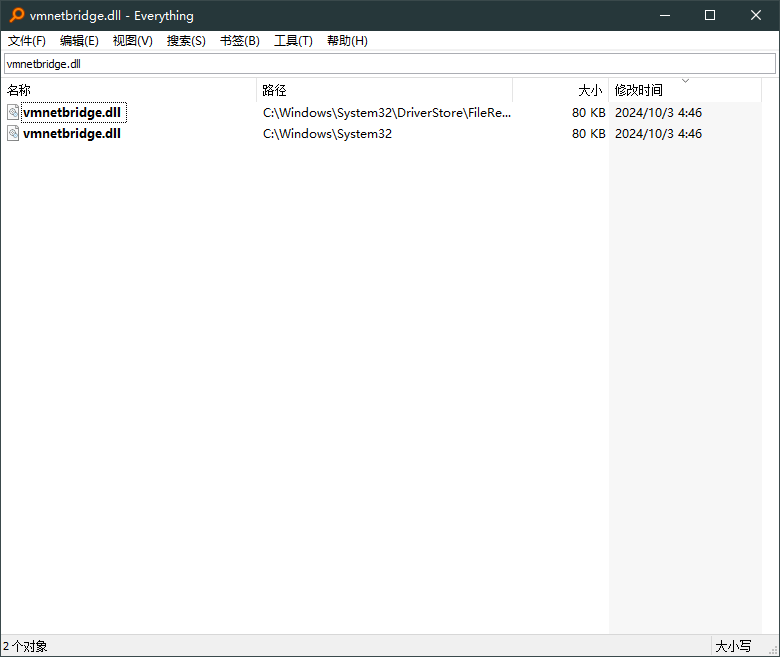 vmnetbridge.dll - Everything
文件(F) 编辑(E) 视图(V) 搜索(S) 书签(B) 工具(T) 帮助(H)
vmnetbridge.dll
名称 路径 大小 修改时间
vmnetbridge.dll C:\Windows\System32\DriverStore\FileRe... 80 KB 2024/10/3 4:46
vmnetbridge.dll C:\Windows\System32 80 KB 2024/10/3 4:46
2 个对象 大小写